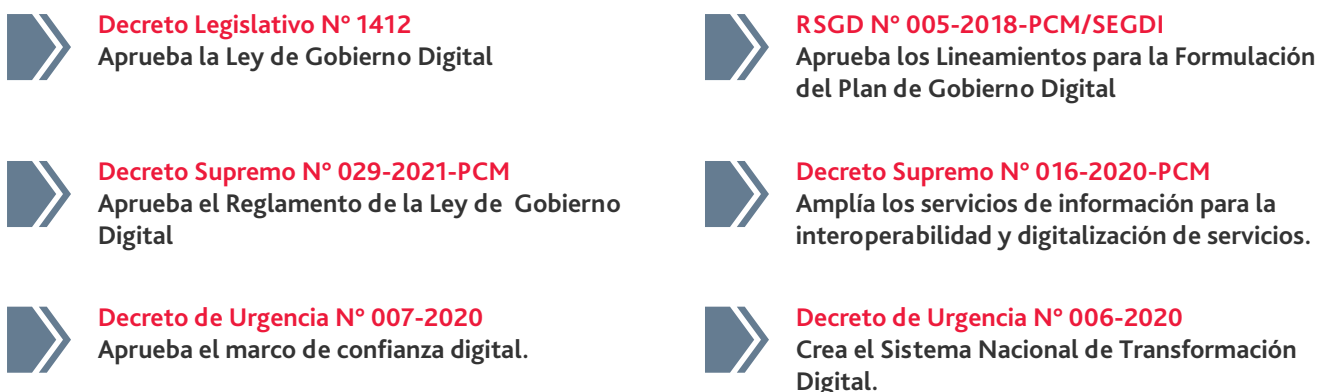 Decreto Legislativo N° 1412
Aprueba la Ley de Gobierno Digital
RSGD N° 005-2018-PCM/SEGDI
Aprueba los Lineamientos para la Formulación
del Plan de Gobierno Digital
Decreto Supremo N° 029-2021-PCM
Aprueba el Reglamento de la Ley de Gobierno
Digital
Decreto Supremo N° 016-2020-PCM
Amplía los servicios de información para la
interoperabilidad y digitalización de servicios.
Decreto de Urgencia N° 007-2020
Aprueba el marco de confianza digital.
Decreto de Urgencia N° 006-2020
Crea el Sistema Nacional de Transformación
Digital.